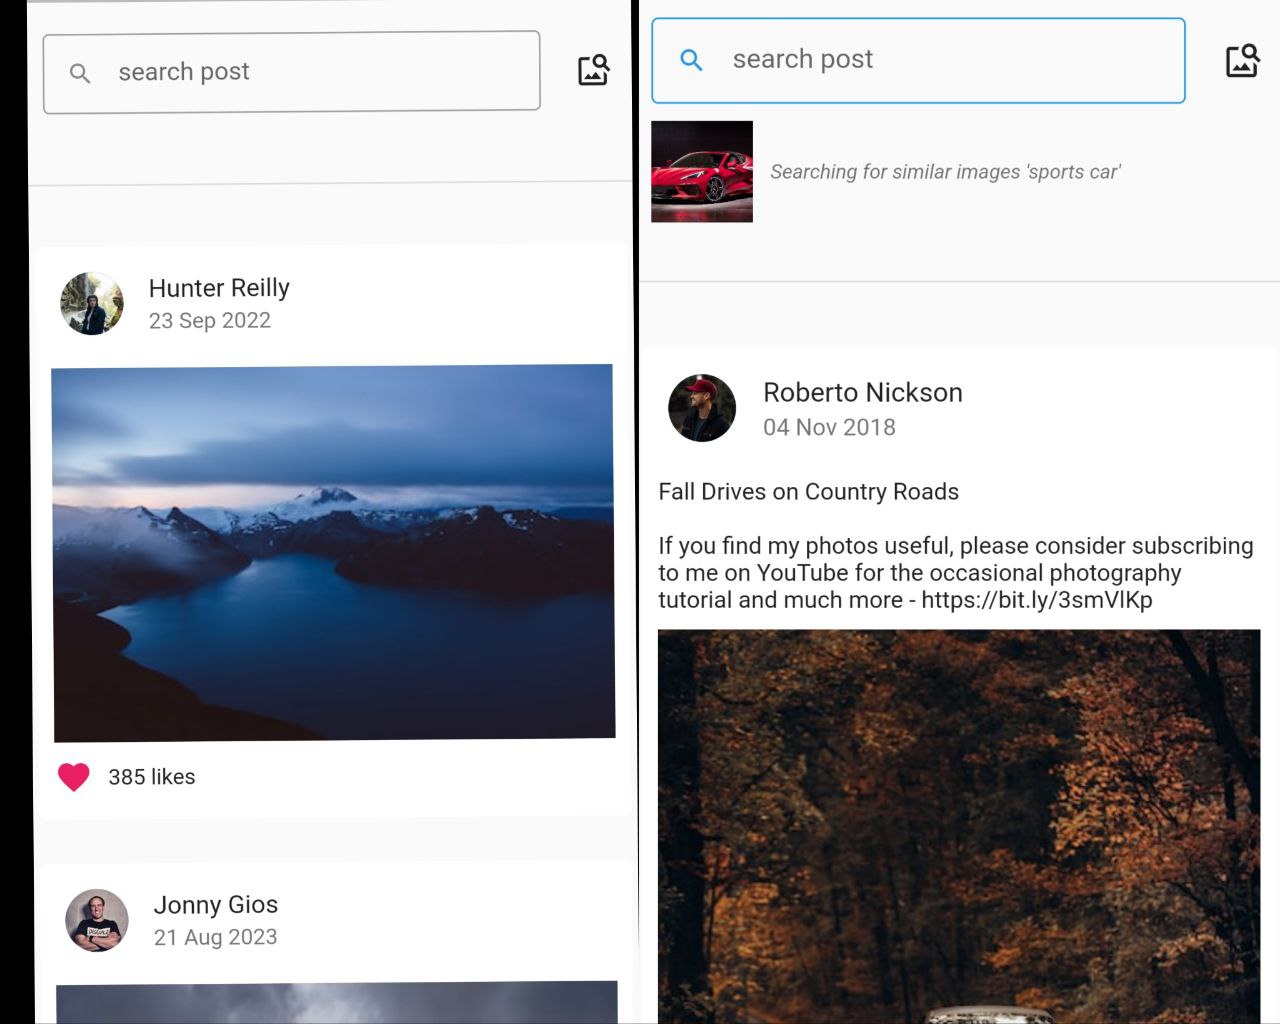 search post
Hunter Reilly
23 Sep 2022
385 likes
Jonny Gios
21 Aug 2023
search post
Searching for similar images 'sports car'
Roberto Nickson
04 Nov 2018
Fall Drives on Country Roads
If you find my photos useful, please consider subscribing
to me on YouTube for the occasional photography
tutorial and much more - https://bit.ly/3smVlKp